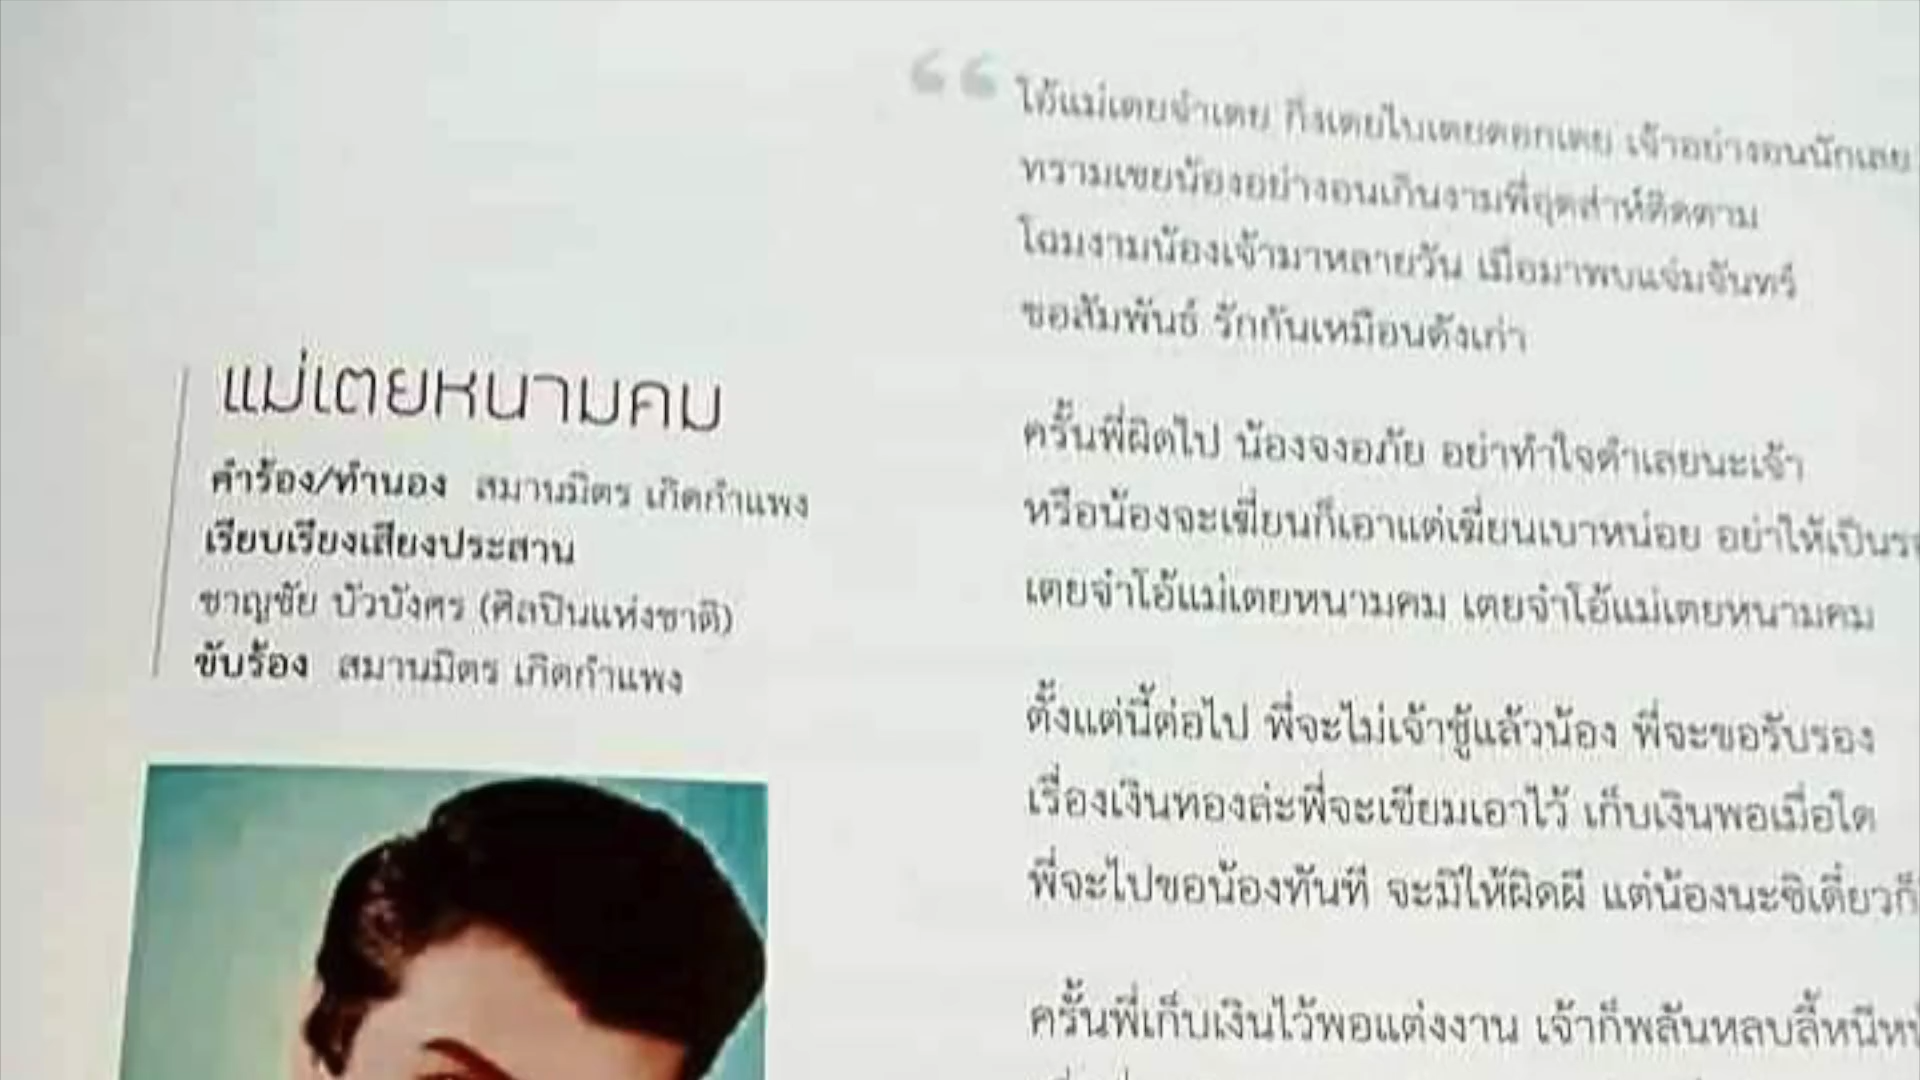 แม่เตยหนามคม
คำร้อง/ทำนอง สมานมิตร เกิดกำแพง
เรียบเรียงเสียงประสาน
ชาญชัย บัวบังศร (ศิลปินแห่งชาติ)
ขับร้อง สมานมิตร เกิดกำแพง
“ โอ้แม่เตยจ๋าเตย กิ่งเตยใบเตยดอกเตย เจ้าอย่างอนนักเลย
ทรามเชยน้องอย่างอนเกินงามพี่อุตส่าห์ติดตาม
โฉมงามน้องเจ้ามาหลายวัน เมื่อมาพบแจ่มจันทร์
ขอสัมพันธ์ รักกันเหมือนดังเก่า
ครั้นพี่ผิดไป น้องจงอภัย อย่าทำใจดำเลยนะเจ้า
หรือน้องจะเฆี่ยนก็เอาแต่เฆี่ยนเบาหน่อย อย่าให้เป็น
เตยจ๋าโอ้แม่เตยหนามคม เตยจ๋าโอ้แม่เตยหนามคม
ตั้งแต่นี้ต่อไป พี่จะไม่เจ้าชู้แล้วน้อง พี่จะขอรับรอง
เรื่องเงินทองล่ะพี่จะเขียมเอาไว้ เก็บเงินพอเมื่อใด
พี่จะไปขอน้องทันที จะมิให้ผิดผี แต่น้องนะซิเดี๋ยวก็
ครั้นพี่เก็บเงินไว้พอแต่งงาน เจ้าก็พลันหลบลี้หนี